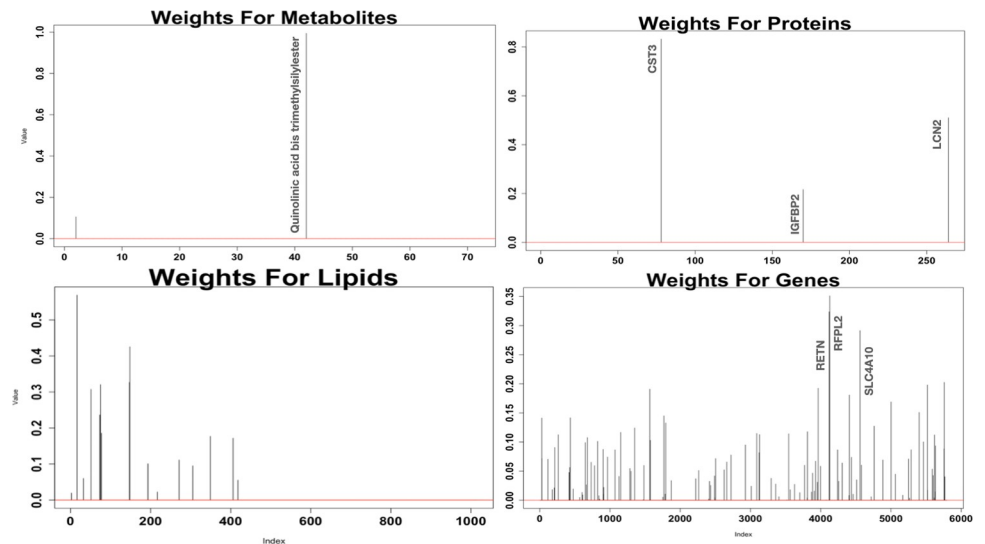 Weights For Metabolites
Value
1.0
0.8
0.6
0.4
0.2
0.0
Quinolinic acid bis trimethylsilylester
0 10 20 30 40 50 60 70
Weights For Proteins
0.8
0.6
0.4
0.2
0.0
CST3
IGFBP2
LCN2
0 50 100 150 200 250
Weights For Lipids
Value
0.5
0.4
0.3
0.2
0.1
0.0
0 200 400 600 800 1000
Index
Weights For Genes
0.35
0.30
0.25
0.20
0.15
0.10
0.05
0.00
RETN
RFPL2
SLC4A10
0 1000 2000 3000 4000 5000 6000
Index